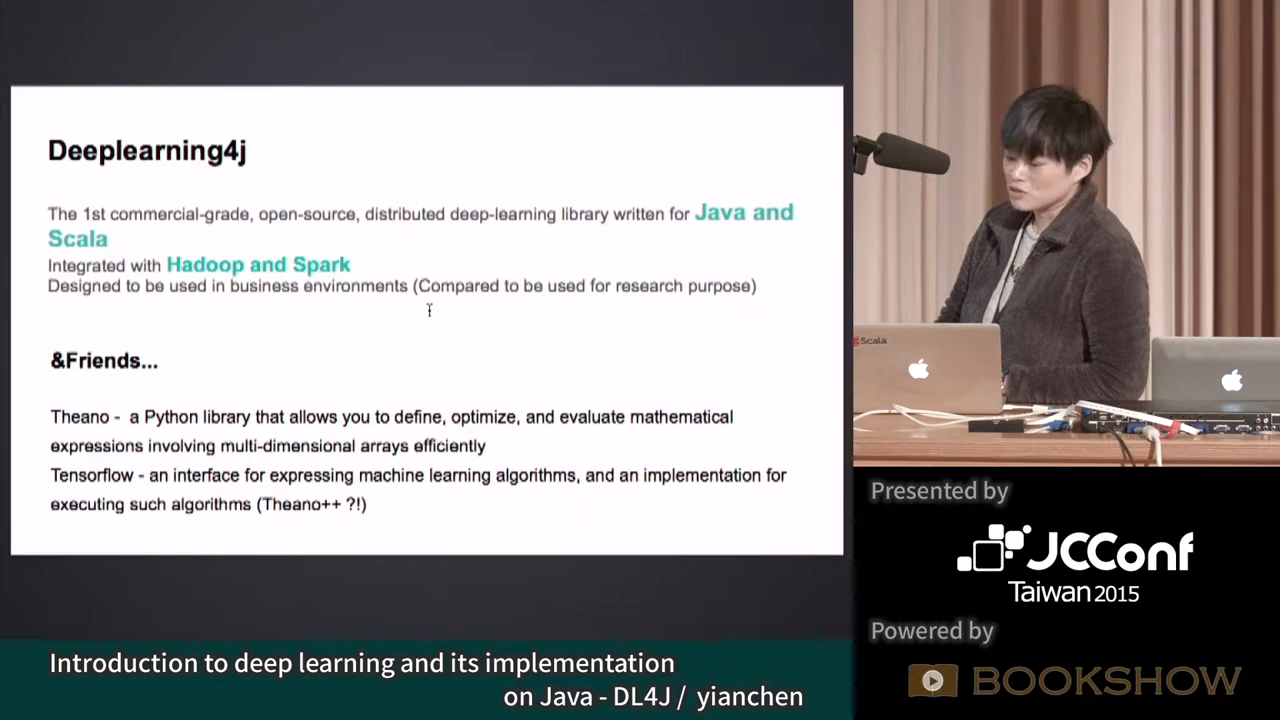 Deeplearning4j
The 1st commercial-grade, open-source, distributed deep-learning library written for Java and
Scala
Integrated with Hadoop and Spark
Designed to be used in business environments (Compared to be used for research purpose)
&Friends...
Theano - a Python library that allows you to define, optimize, and evaluate mathematical
expressions involving multi-dimensional arrays efficiently
Tensorflow - an interface for expressing machine learning algorithms, and an implementation for
executing such algorithms (Theano++ ?!)
Scala
Presented by
JCConf
Taiwan 2015
Powered by
BOOKSHOW
Introduction to deep learning and its implementation
on Java - DL4J / yianchen